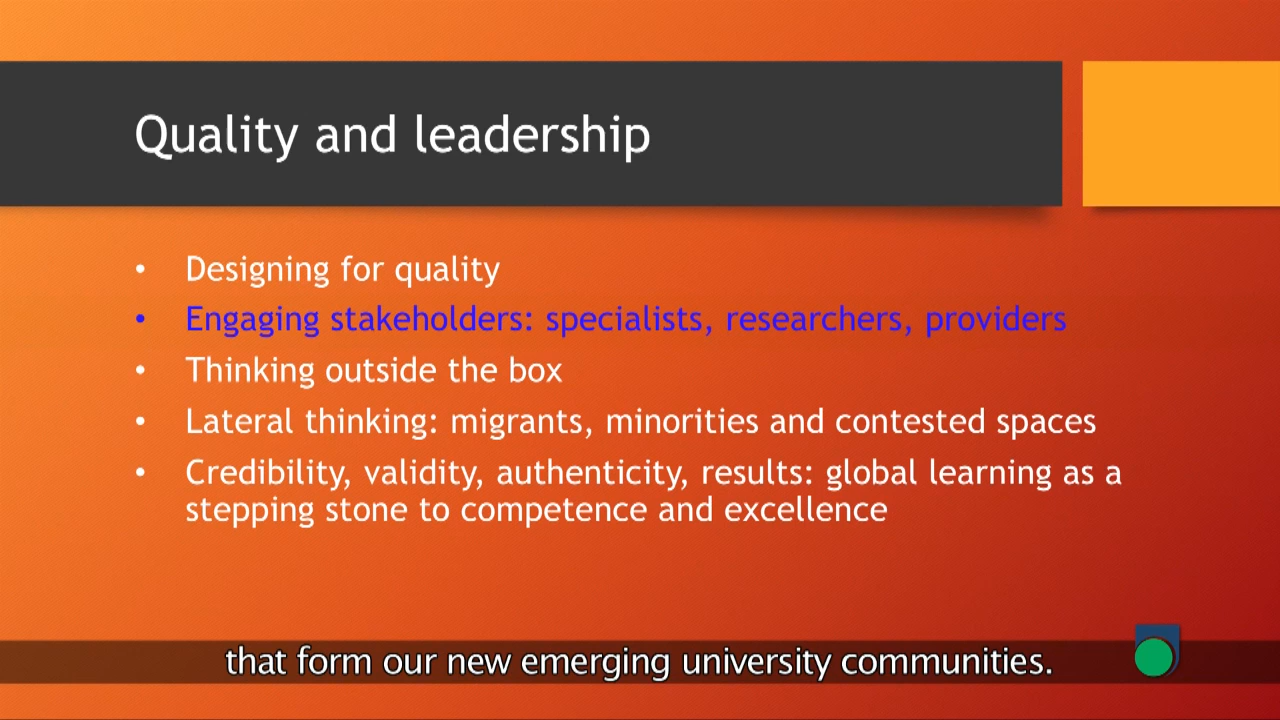 Quality and leadership
• Designing for quality
• Engaging stakeholders: specialists, researchers, providers
• Thinking outside the box
• Lateral thinking: migrants, minorities and contested spaces
• Credibility, validity, authenticity, results: global learning as a
stepping stone to competence and excellence
that form our new emerging university communities.